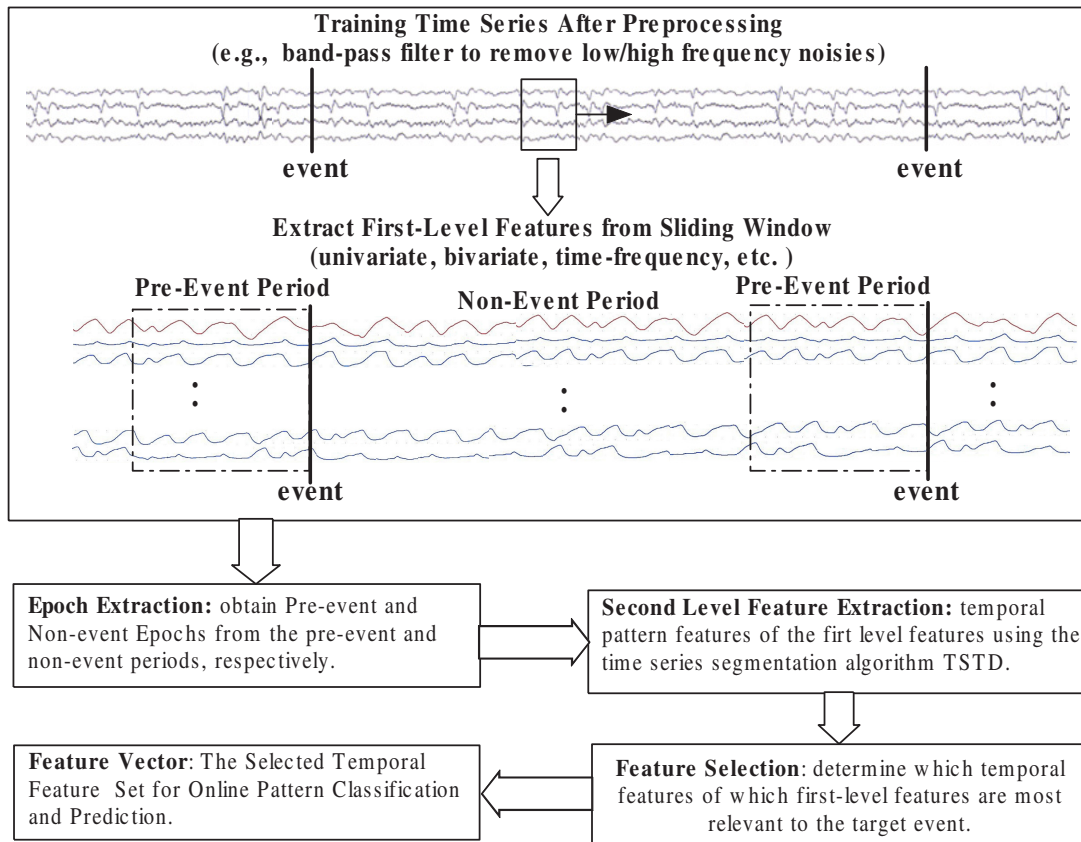 Training Time Series After Preprocessing
(e.g., band-pass filter to remove low/high frequency noisies)
event
event
Extract First-Level Features from Sliding Window
(univariate, bivariate, time-frequency, etc. )
Pre-Event Period
Non-Event Period
Pre-Event Period
event
event
Epoch Extraction: obtain Pre-event and
Non-event Epochs from the pre-event and
non-event periods, respectively.
Second Level Feature Extraction: temporal
pattern features of the firt level features using the
time series segmentation algorithm TSTD.
Feature Vector: The Selected Temporal
Feature Set for Online Pattern Classification
and Prediction.
Feature Selection: determine which temporal
features of which first-level features are most
relevant to the target event.